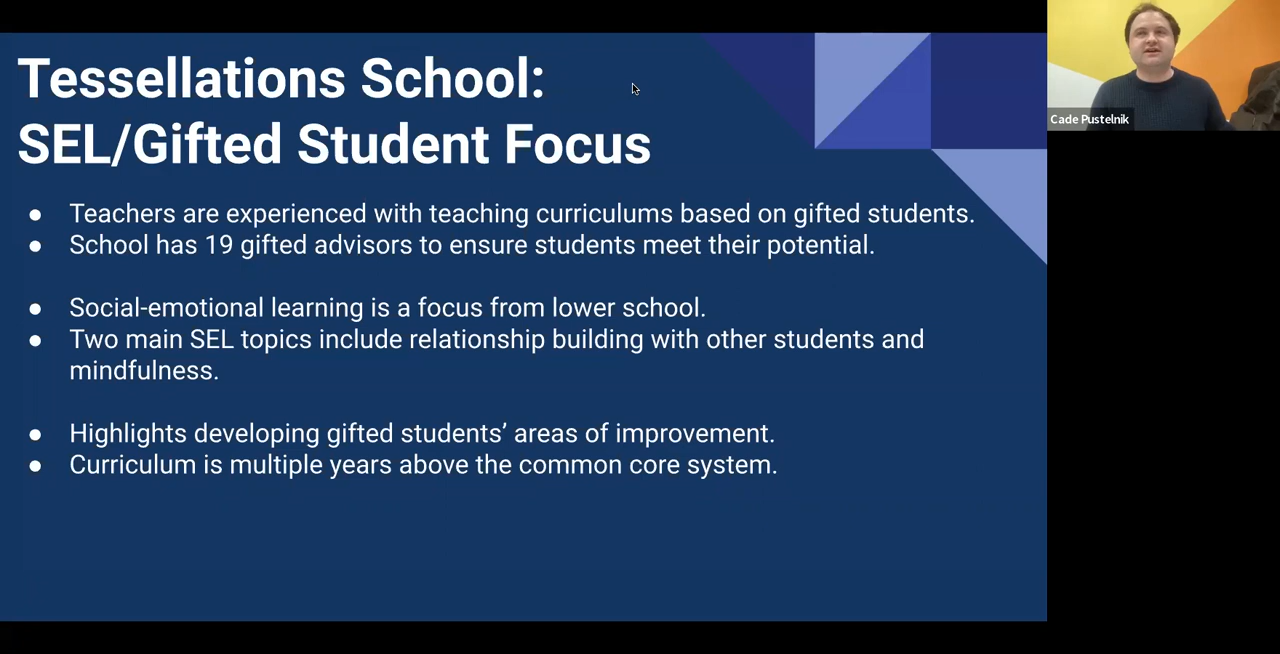 Tessellations School:
SEL/Gifted Student Focus
● Teachers are experienced with teaching curriculums based on gifted students.
● School has 19 gifted advisors to ensure students meet their potential.
● Social-emotional learning is a focus from lower school.
● Two main SEL topics include relationship building with other students and
mindfulness.
● Highlights developing gifted students’ areas of improvement.
● Curriculum is multiple years above the common core system.
Cade Pustelnik